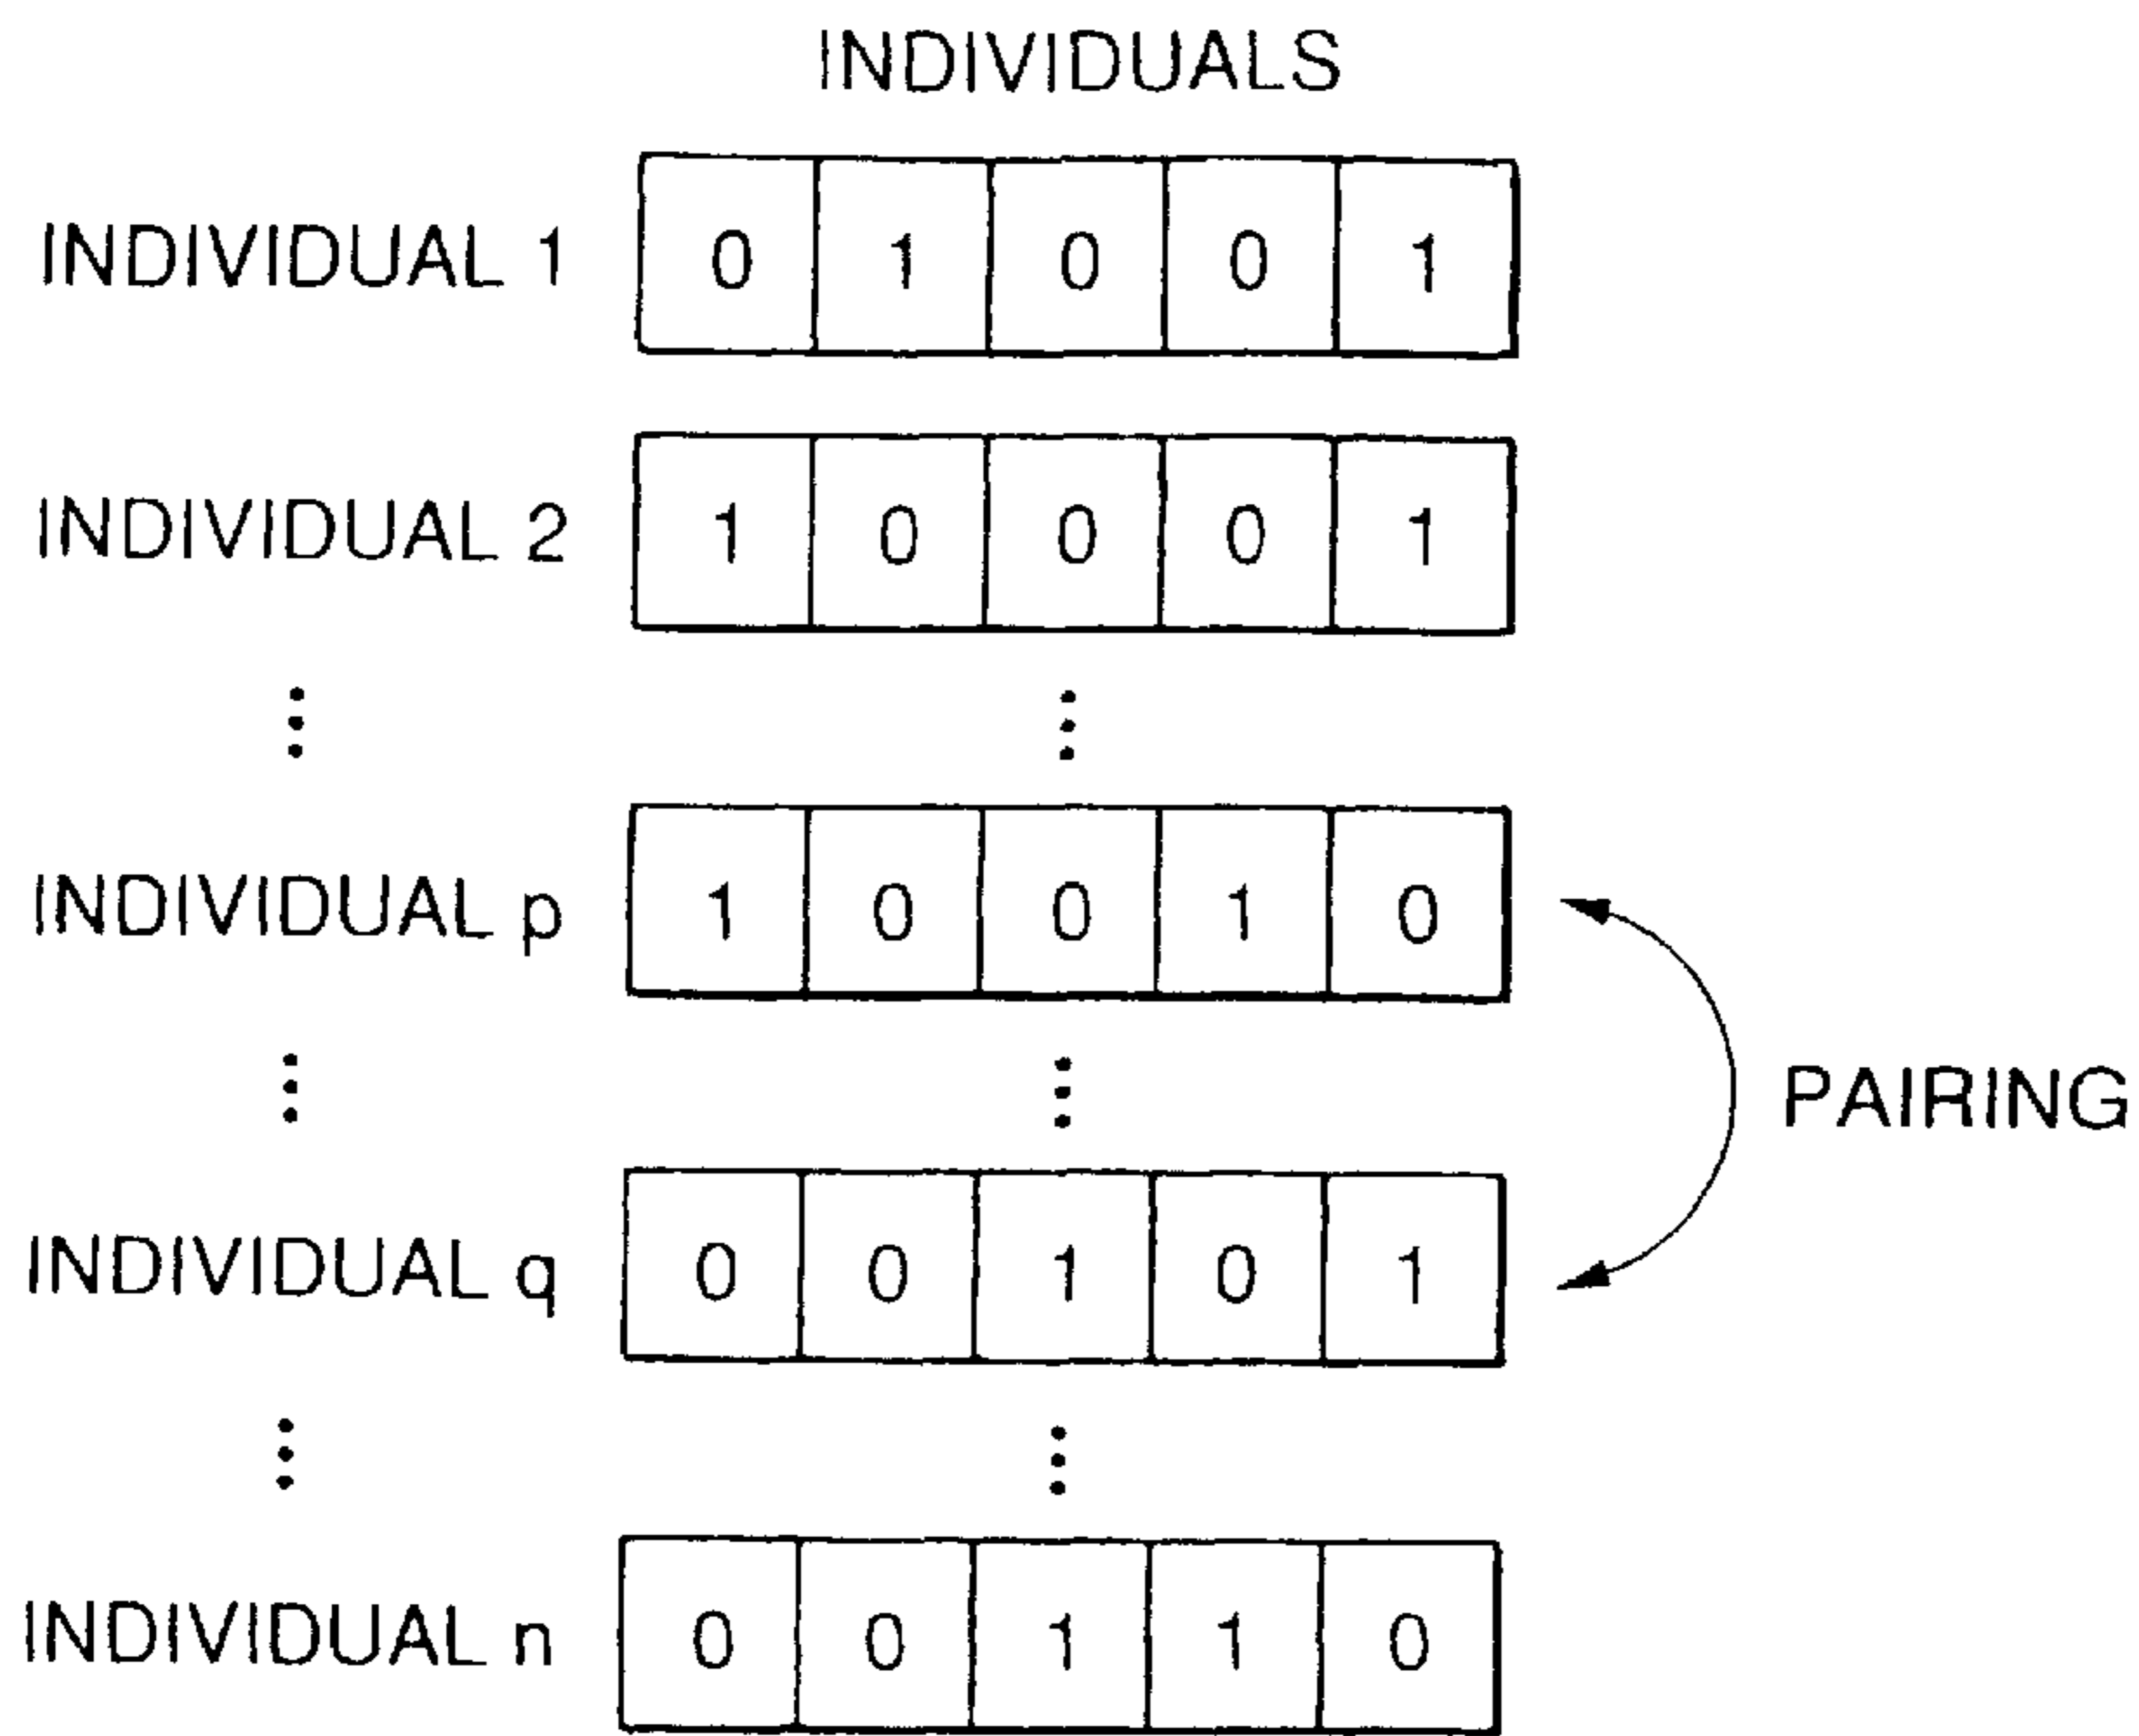 INDIVIDUALS
INDIVIDUAL 1 0 1 0 0 1
INDIVIDUAL 2 1 0 0 0 1
INDIVIDUAL p 1 0 0 1 0
PAIRING
INDIVIDUAL q 0 0 1 0 1
INDIVIDUAL n 0 0 1 1 0